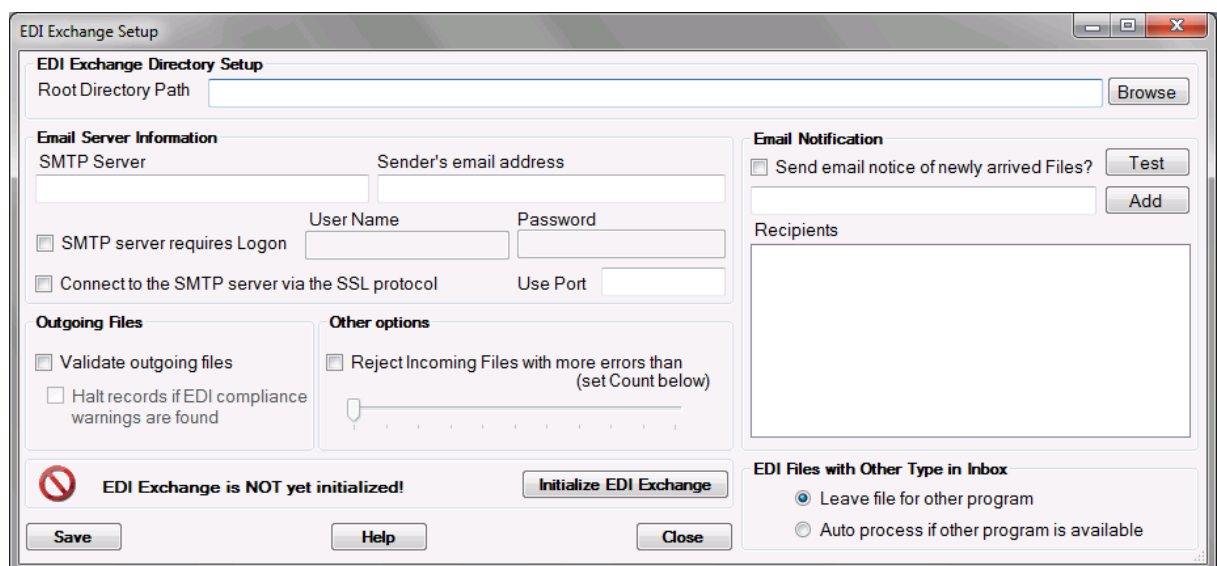 EDI Exchange Setup
EDI Exchange Directory Setup
Root Directory Path
Browse
Email Server Information
SMTP Server
Sender's email address
User Name
Password
SMTP server requires Logon
Connect to the SMTP server via the SSL protocol
Use Port
Email Notification
Send email notice of newly arrived Files?
Test
Add
Recipients
Outgoing Files
Validate outgoing files
Halt records if EDI compliance
warnings are found
Other options
Reject Incoming Files with more errors than
(set Count below)
EDI Exchange is NOT yet initialized!
Initialize EDI Exchange
EDI Files with Other Type in Inbox
Leave file for other program
Auto process if other program is available
Save
Help
Close